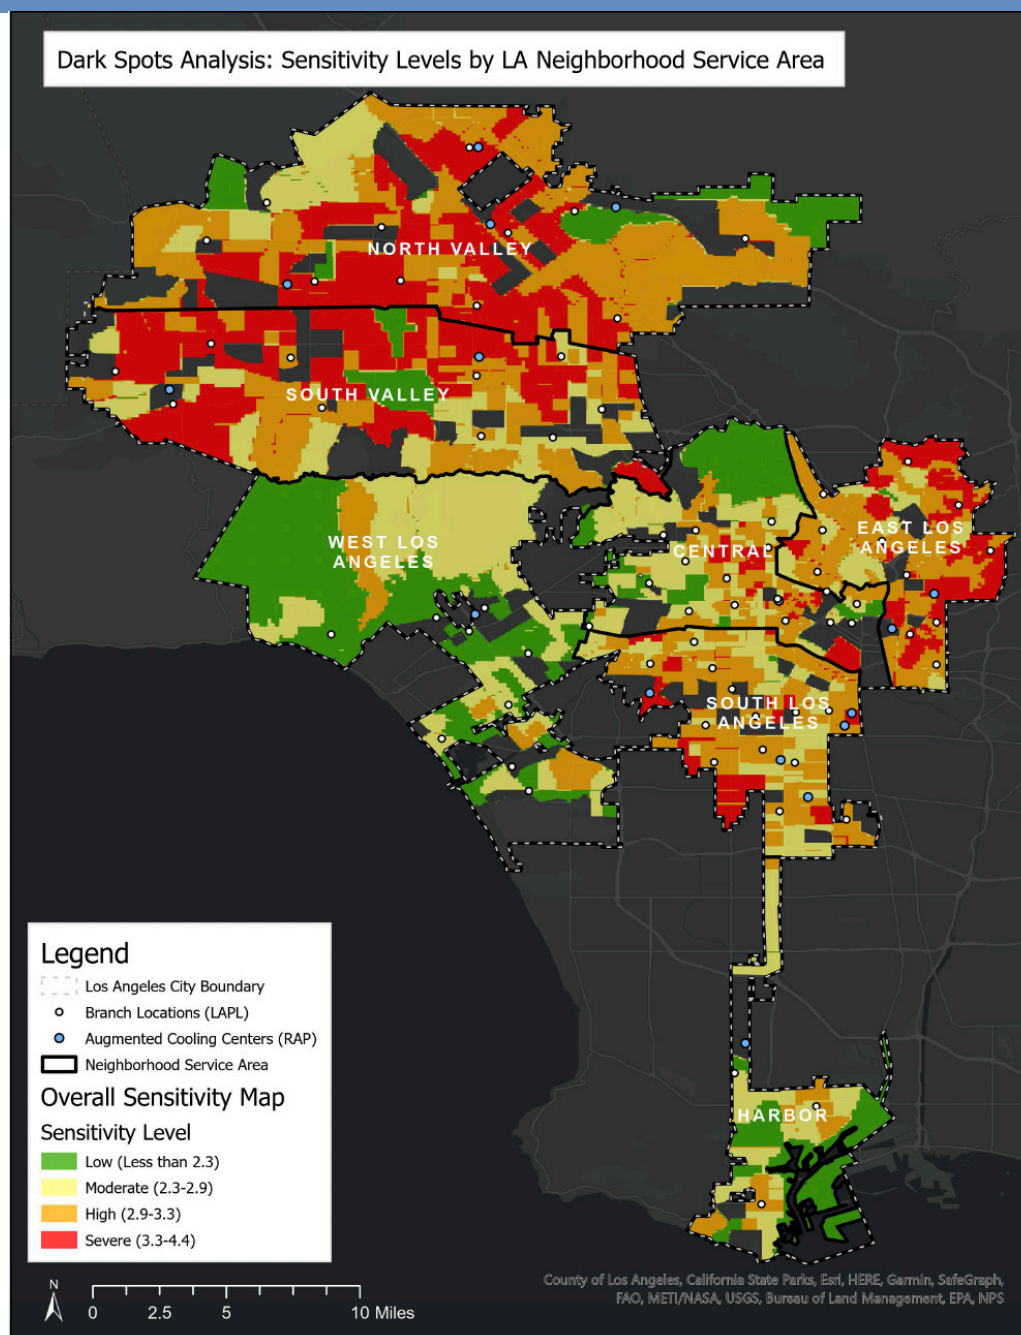 Dark Spots Analysis: Sensitivity Levels by LA Neighborhood Service Area
NORTH VALLEY
SOUTH VALLEY
WEST LOS
ANGELES
CENTRAL
EAST LOS
ANGELES
SOUTH LOS
ANGELES
HARBOR
Legend
Los Angeles City Boundary
Branch Locations (LAPL)
Augmented Cooling Centers (RAP)
Neighborhood Service Area
Overall Sensitivity Map
Sensitivity Level
Low (Less than 2.3)
Moderate (2.3-2.9)
High (2.9-3.3)
Severe (3.3-4.4)
N
0 2.5 5 10 Miles
County of Los Angeles, California State Parks, Esri, HERE, Garmin, SafeGraph,
FAO, METI/NASA, USGS, Bureau of Land Management, EPA, NPS